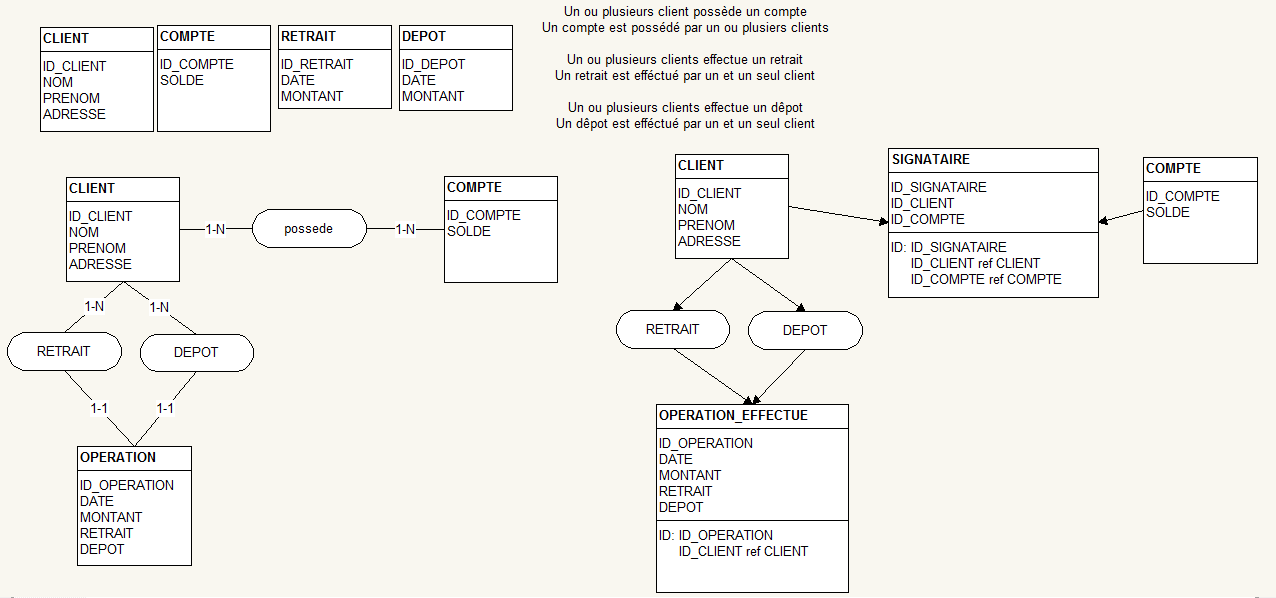 CLIENT
ID_CLIENT
NOM
PRENOM
ADRESSE
COMPTE
ID_COMPTE
SOLDE
RETRAIT
ID_RETRAIT
DATE
MONTANT
DEPOT
ID_DEPOT
DATE
MONTANT
Un ou plusieurs client possède un compte
Un compte est possédé par un ou plusiers clients
Un ou plusieurs clients effectue un retrait
Un retrait est efféctué par un et un seul client
Un ou plusieurs clients effectue un dêpot
Un dêpot est efféctué par un et un seul client
CLIENT
ID_CLIENT
NOM
PRENOM
ADRESSE
1-N
possede
1-N
COMPTE
ID_COMPTE
SOLDE
1-N
1-N
RETRAIT
DEPOT
1-1
1-1
OPERATION
ID_OPERATION
DATE
MONTANT
RETRAIT
DEPOT
CLIENT
ID_CLIENT
NOM
PRENOM
ADRESSE
SIGNATAIRE
ID_SIGNATAIRE
ID_CLIENT
ID_COMPTE
ID: ID_SIGNATAIRE
ID_CLIENT ref CLIENT
ID_COMPTE ref COMPTE
COMPTE
ID_COMPTE
SOLDE
RETRAIT
DEPOT
OPERATION_EFFECTUE
ID_OPERATION
DATE
MONTANT
RETRAIT
DEPOT
ID: ID_OPERATION
ID_CLIENT ref CLIENT